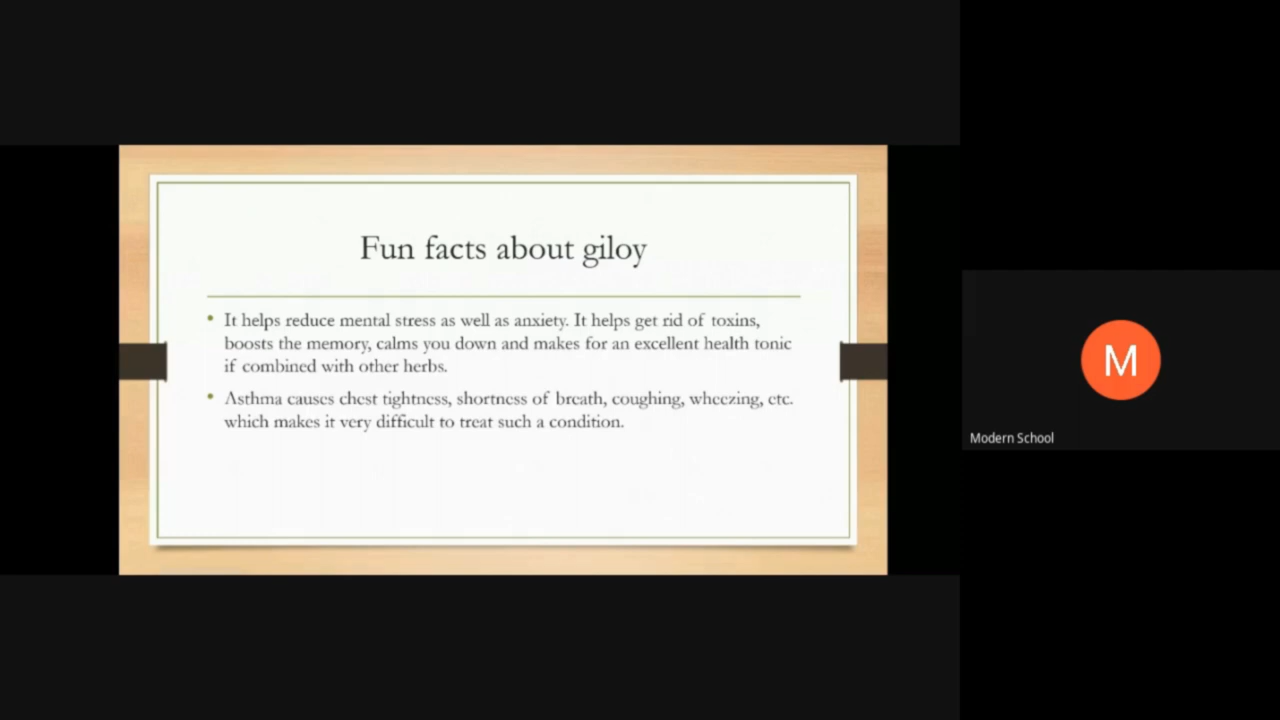 Fun facts about giloy
It helps reduce mental stress as well as anxiety. It helps get rid of toxins,
boosts the memory, calms you down and makes for an excellent health tonic
if combined with other herbs.
Asthma causes chest tightness, shortness of breath, coughing, wheezing, etc.
which makes it very difficult to treat such a condition.
M
Modern School